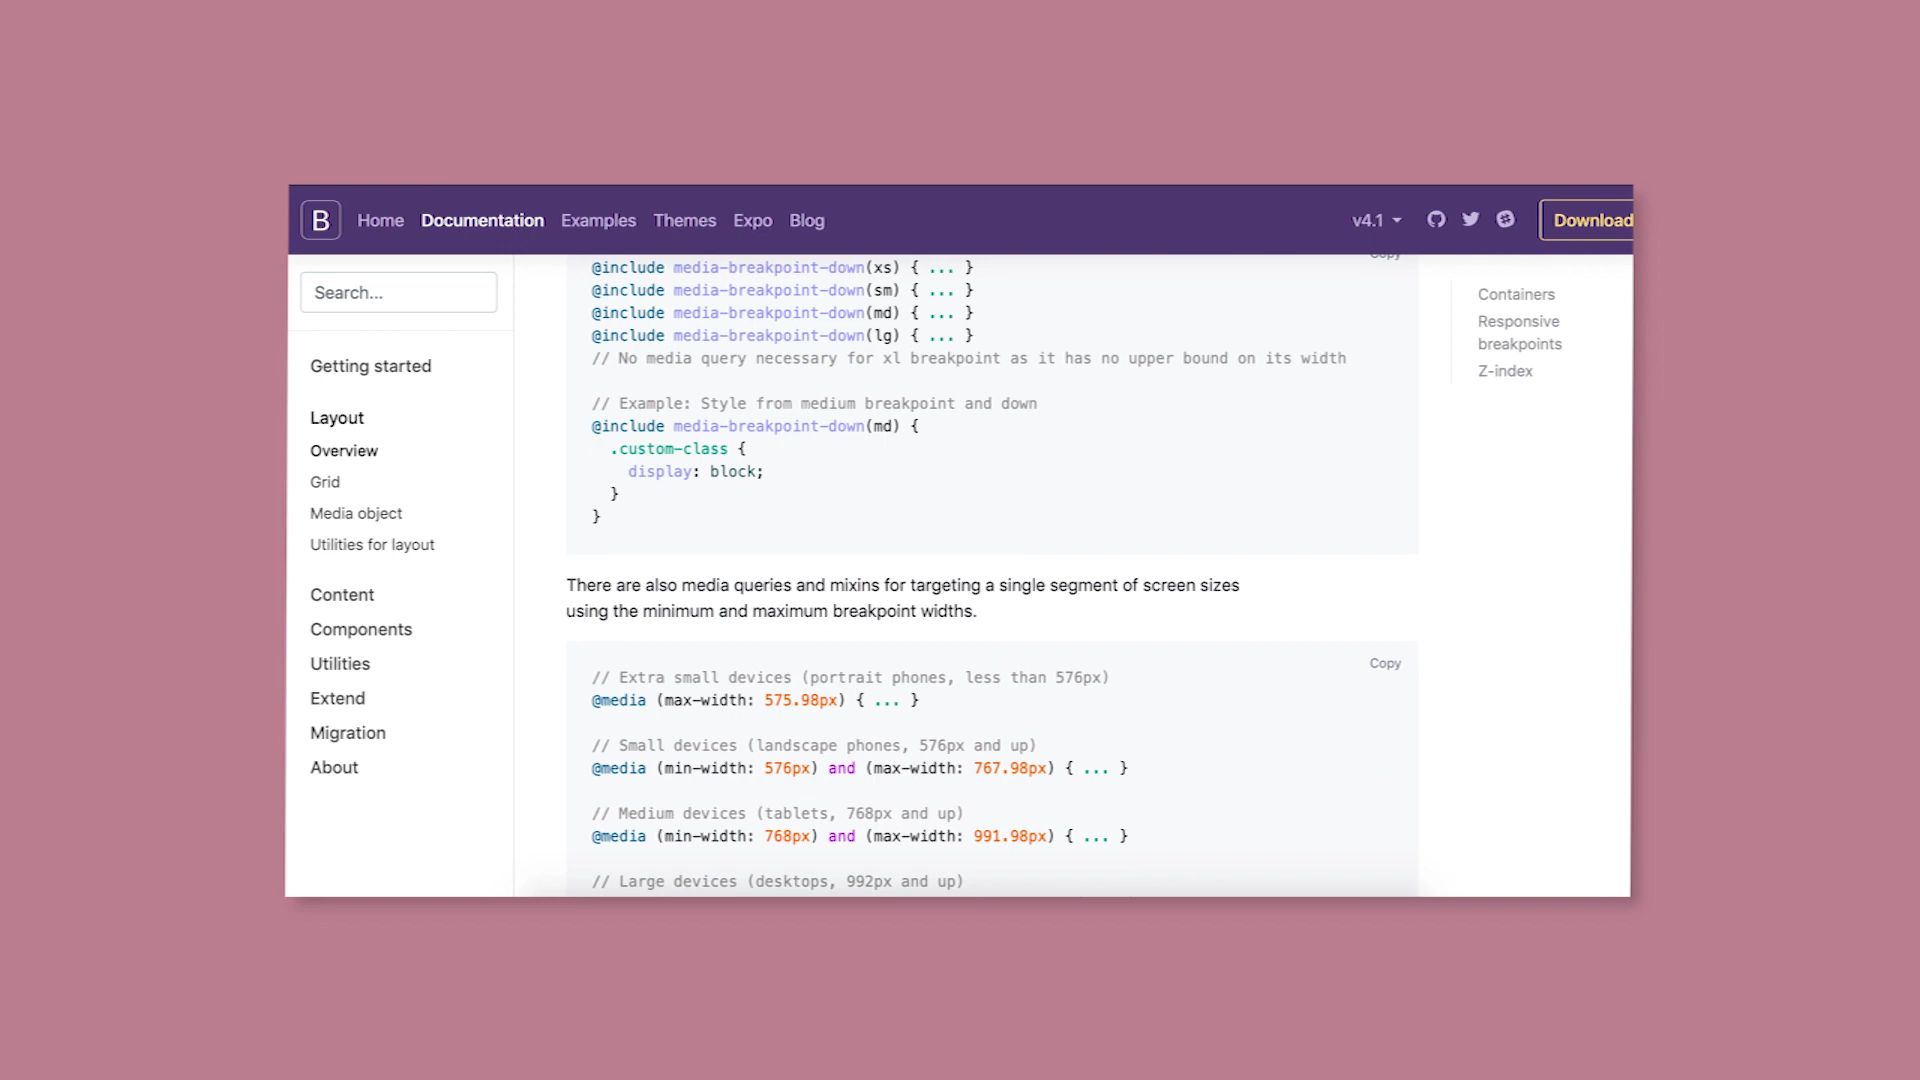 B Home Documentation Examples Themes Expo Blog v4.1 Download
Search...
Getting started
Layout
Overview
Grid
Media object
Utilities for layout
Content
Components
Utilities
Extend
Migration
About
Copy
@include media-breakpoint-down(xs) { ... }
@include media-breakpoint-down(sm) { ... }
@include media-breakpoint-down(md) { ... }
@include media-breakpoint-down(lg) { ... }
// No media query necessary for xl breakpoint as it has no upper bound on its width
// Example: Style from medium breakpoint and down
@include media-breakpoint-down(md) {
.custom-class {
display: block;
}
}
There are also media queries and mixins for targeting a single segment of screen sizes
using the minimum and maximum breakpoint widths.
Copy
// Extra small devices (portrait phones, less than 576px)
@media (max-width: 575.98px) { ... }
// Small devices (landscape phones, 576px and up)
@media (min-width: 576px) and (max-width: 767.98px) { ... }
// Medium devices (tablets, 768px and up)
@media (min-width: 768px) and (max-width: 991.98px) { ... }
// Large devices (desktops, 992px and up)
Containers
Responsive
breakpoints
Z-index